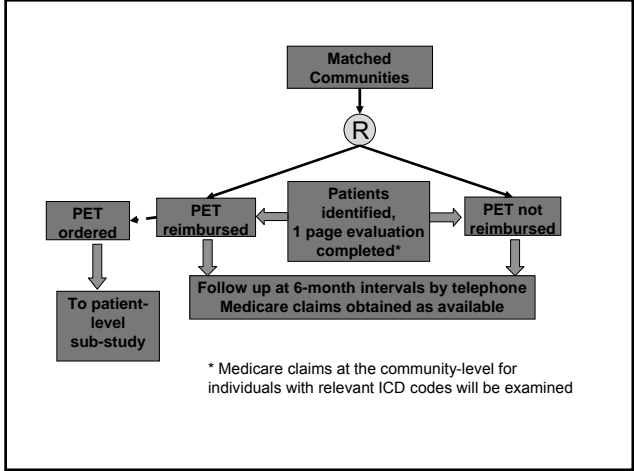 Matched
Communities
R
Patients
identified,
1 page evaluation
completed*
PET
ordered
PET
reimbursed
PET not
reimbursed
To patient-
level
sub-study
Follow up at 6-month intervals by telephone
Medicare claims obtained as available
* Medicare claims at the community-level for
individuals with relevant ICD codes will be examined